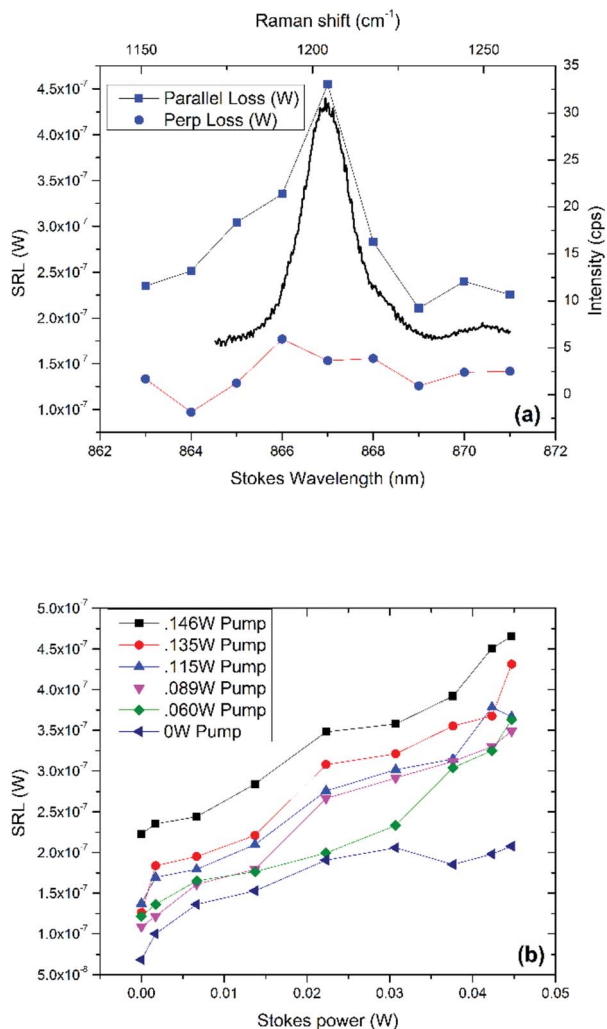 Raman shift (cm⁻¹)
1150 1200 1250
4.5x10⁻⁷
4.0x10⁻⁷
3.5x10⁻⁷
3.0x10⁻⁷
2.5x10⁻⁷
2.0x10⁻⁷
1.5x10⁻⁷
1.0x10⁻⁷
SRL (W)
Parallel Loss (W)
Perp Loss (W)
35
30
25
20
15
10
5
0
Intensity (cps)
(a)
862 864 866 868 870 872
Stokes Wavelength (nm)
5.0x10⁻⁷
4.5x10⁻⁷
4.0x10⁻⁷
3.5x10⁻⁷
3.0x10⁻⁷
2.5x10⁻⁷
2.0x10⁻⁷
1.5x10⁻⁷
1.0x10⁻⁷
5.0x10⁻⁸
SRL (W)
.146W Pump
.135W Pump
.115W Pump
.089W Pump
.060W Pump
0W Pump
(b)
0.00 0.01 0.02 0.03 0.04 0.05
Stokes power (W)